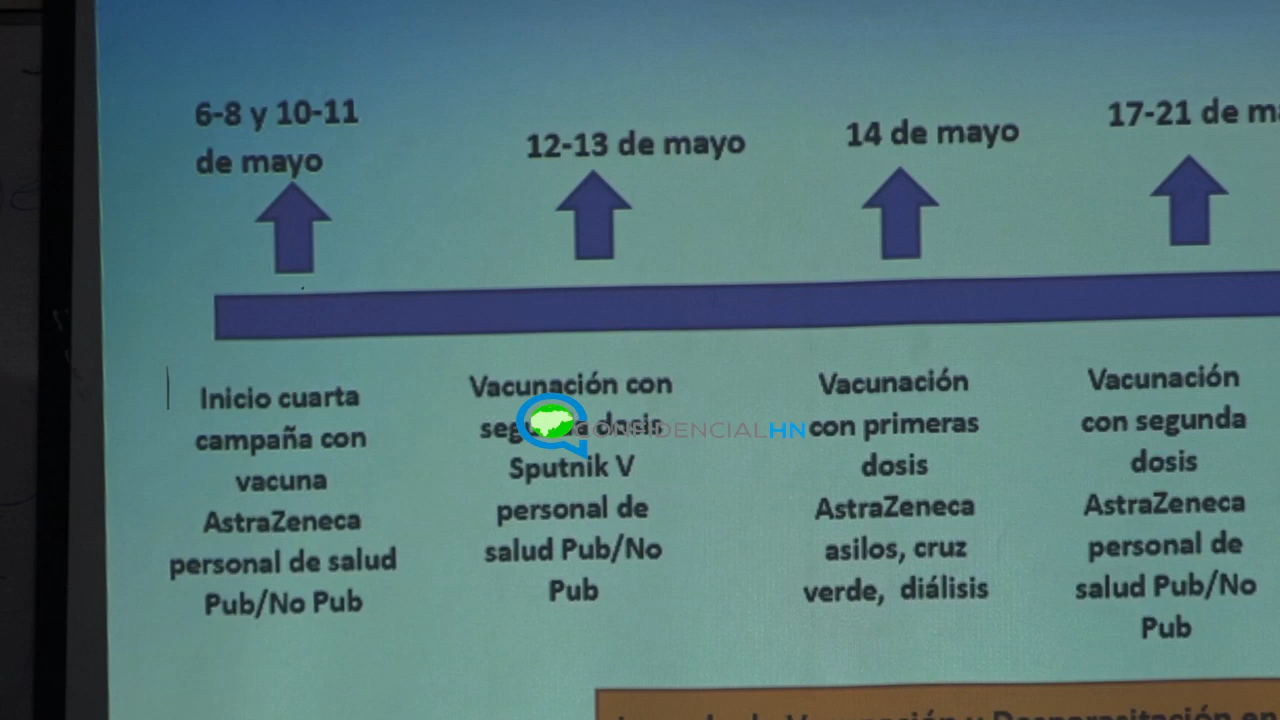 6-8 y 10-11
de mayo
12-13 de mayo
14 de mayo
17-21 de
Inicio cuarta
campaña con
vacuna
AstraZeneca
personal de salud
Pub/No Pub
Vacunación con
segunda dosis
Sputnik V
personal de
salud Pub/No
Pub
CONFIDENCIALHN
Vacunación
con primeras
dosis
AstraZeneca
asilos, cruz
verde, diálisis
Vacunación
con segunda
dosis
AstraZeneca
personal de
salud Pub/No
Pub